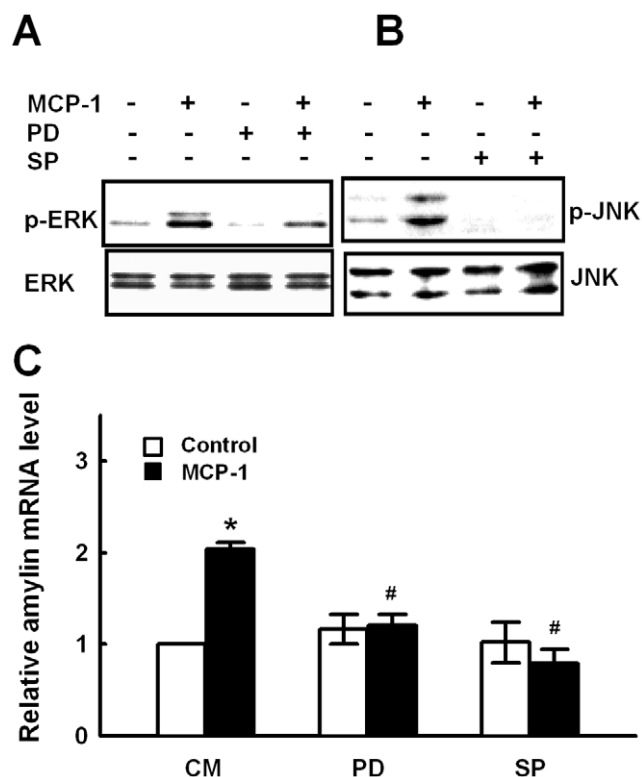 A B
MCP-1 - + - + - + - +
PD - - + + - - - -
SP - - - - - - + +
p-ERK p-JNK
ERK JNK
C
Relative amylin mRNA level
Control
MCP-1
3
2
1
0
*
#
#
CM PD SP